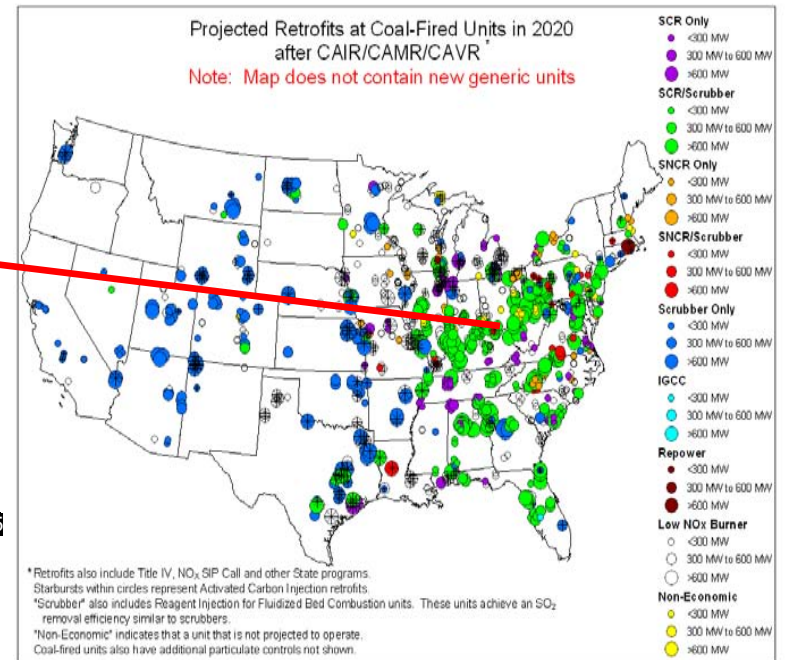 Projected Retrofits at Coal-Fired Units in 2020
after CAIR/CAMR/CAVR *
Note: Map does not contain new generic units
SCR Only
<300 MW
300 MW to 600 MW
>600 MW
SCR/Scrubber
<300 MW
300 MW to 600 MW
>600 MW
SNCR Only
<300 MW
300 MW to 600 MW
>600 MW
SNCR/Scrubber
<300 MW
300 MW to 600 MW
>600 MW
Scrubber Only
<300 MW
300 MW to 600 MW
>600 MW
IGCC
<300 MW
300 MW to 600 MW
>600 MW
Repower
<300 MW
300 MW to 600 MW
>600 MW
Low NOx Burner
<300 MW
300 MW to 600 MW
>600 MW
Non-Economic
<300 MW
300 MW to 600 MW
>600 MW
* Retrofits also include Title IV, NOX SIP Call and other State programs.
Starbursts within circles represent Activated Carbon Injection retrofits.
"Scrubber" also includes Reagent Injection for Fluidized Bed Combustion units. These units achieve an SO2
removal efficiency similar to scrubbers.
"Non-Economic" indicates that a unit that is not projected to operate.
Coal-fired units also have additional particulate controls not shown.